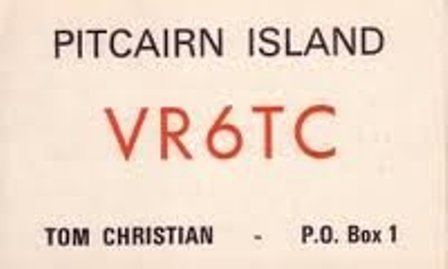 PITCAIRN ISLAND
VR6TC
TOM CHRISTIAN - P.O. Box 1